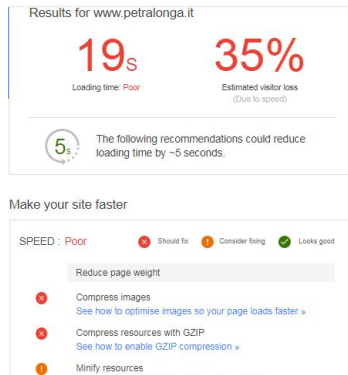 Results for www.petralonga.it
19s 35%
Loading time: Poor Estimated visitor loss
(Due to speed)
5s The following recommendations could reduce
loading time by ~5 seconds.
Make your site faster
SPEED : Poor Should fix Consider fixing Looks good
Reduce page weight
Compress images
See how to optimise images so your page loads faster »
Compress resources with GZIP
See how to enable GZIP compression »
Minify resources